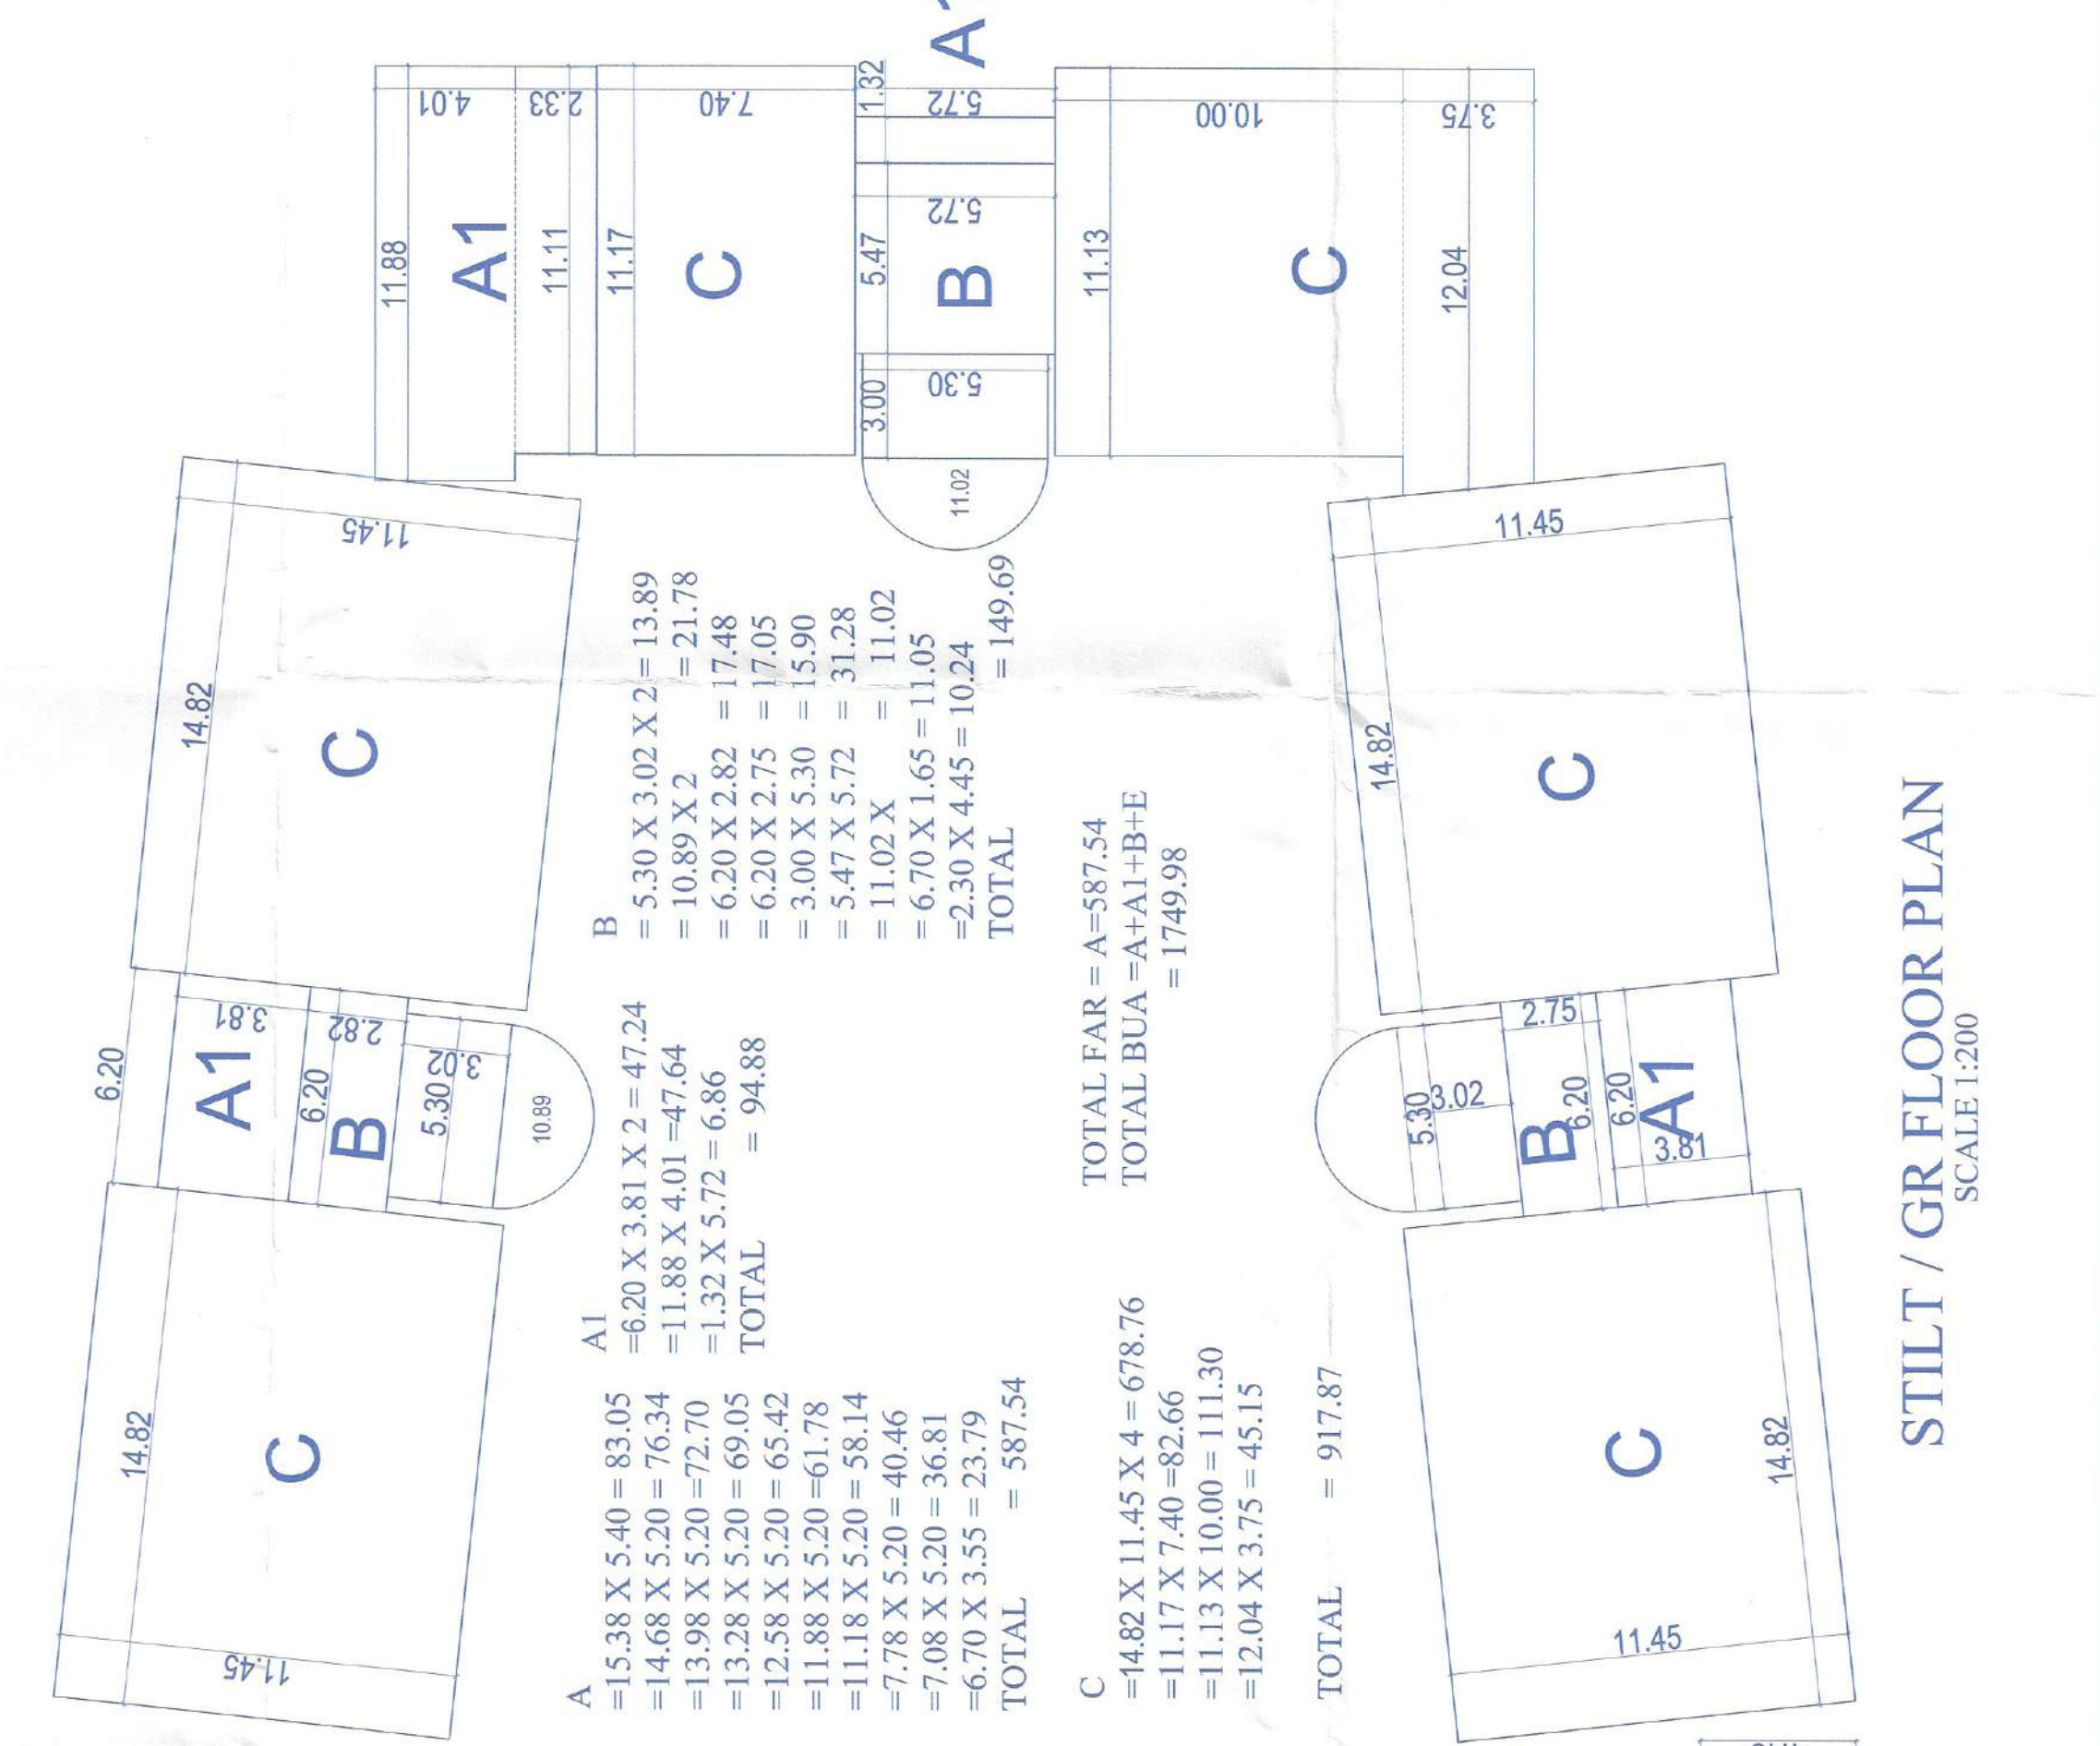 A
=15.38 X 5.40 = 83.05
=14.68 X 5.20 = 76.34
=13.98 X 5.20 =72.70
=13.28 X 5.20 = 69.05
=12.58 X 5.20 = 65.42
=11.88 X 5.20 =61.78
=11.18 X 5.20 = 58.14
=7.78 X 5.20 = 40.46
=7.08 X 5.20 = 36.81
=6.70 X 3.55 = 23.79
TOTAL = 587.54
A1
=6.20 X 3.81 X 2 = 47.24
=11.88 X 4.01 =47.64
=1.32 X 5.72 = 6.86
TOTAL = 94.88
B
= 5.30 X 3.02 X 2 = 13.89
= 10.89 X 2 = 21.78
= 6.20 X 2.82 = 17.48
= 6.20 X 2.75 = 17.05
= 3.00 X 5.30 = 15.90
= 5.47 X 5.72 = 31.28
= 11.02 X = 11.02
= 6.70 X 1.65 = 11.05
=2.30 X 4.45 = 10.24
TOTAL = 149.69
C
=14.82 X 11.45 X 4 = 678.76
=11.17 X 7.40 =82.66
=11.13 X 10.00 = 111.30
=12.04 X 3.75 = 45.15
TOTAL = 917.87
TOTAL FAR = A=587.54
TOTAL BUA =A+A1+B+E
= 1749.98
14.82
11.45
C
6.20
3.81
A1
6.20
2.82
B
5.30
3.02
10.89
14.82
11.45
C
11.88
4.01
A1
11.11
2.33
11.17
7.40
C
1.32
5.72
A1
5.47
5.72
B
3.00
5.30
11.02
11.13
10.00
C
12.04
3.75
14.82
11.45
C
5.30
3.02
2.75
B
6.20
6.20
A1
3.81
C
14.82
11.45
STILT / GR FLOOR PLAN
SCALE 1:200